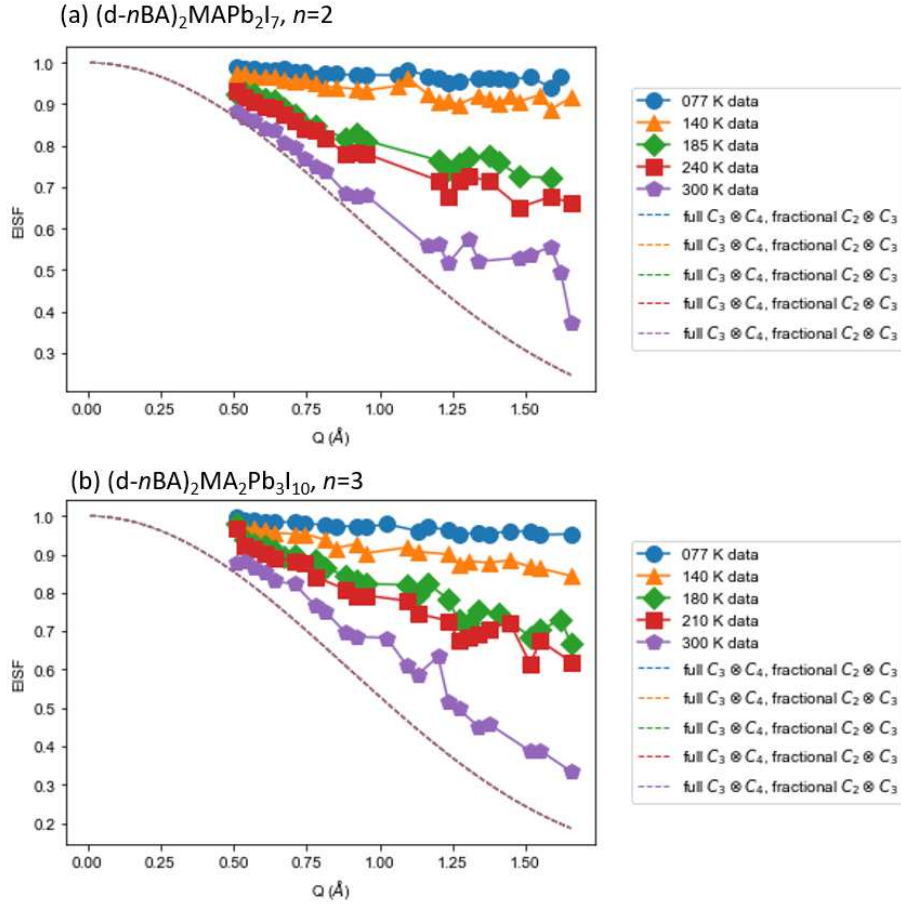 (a) (d-nBA)₂MAPb₂I₇, n=2
1.0
0.9
0.8
0.7
0.6
0.5
0.4
0.3
EISF
0.00 0.25 0.50 0.75 1.00 1.25 1.50
Q (Å)
077 K data
140 K data
185 K data
240 K data
300 K data
full C₃ ⊗ C₄, fractional C₂ ⊗ C₃
full C₃ ⊗ C₄, fractional C₂ ⊗ C₃
full C₃ ⊗ C₄, fractional C₂ ⊗ C₃
full C₃ ⊗ C₄, fractional C₂ ⊗ C₃
full C₃ ⊗ C₄, fractional C₂ ⊗ C₃
(b) (d-nBA)₂MA₂Pb₃I₁₀, n=3
1.0
0.9
0.8
0.7
0.6
0.5
0.4
0.3
0.2
EISF
0.00 0.25 0.50 0.75 1.00 1.25 1.50
Q (Å)
077 K data
140 K data
180 K data
210 K data
300 K data
full C₃ ⊗ C₄, fractional C₂ ⊗ C₃
full C₃ ⊗ C₄, fractional C₂ ⊗ C₃
full C₃ ⊗ C₄, fractional C₂ ⊗ C₃
full C₃ ⊗ C₄, fractional C₂ ⊗ C₃
full C₃ ⊗ C₄, fractional C₂ ⊗ C₃